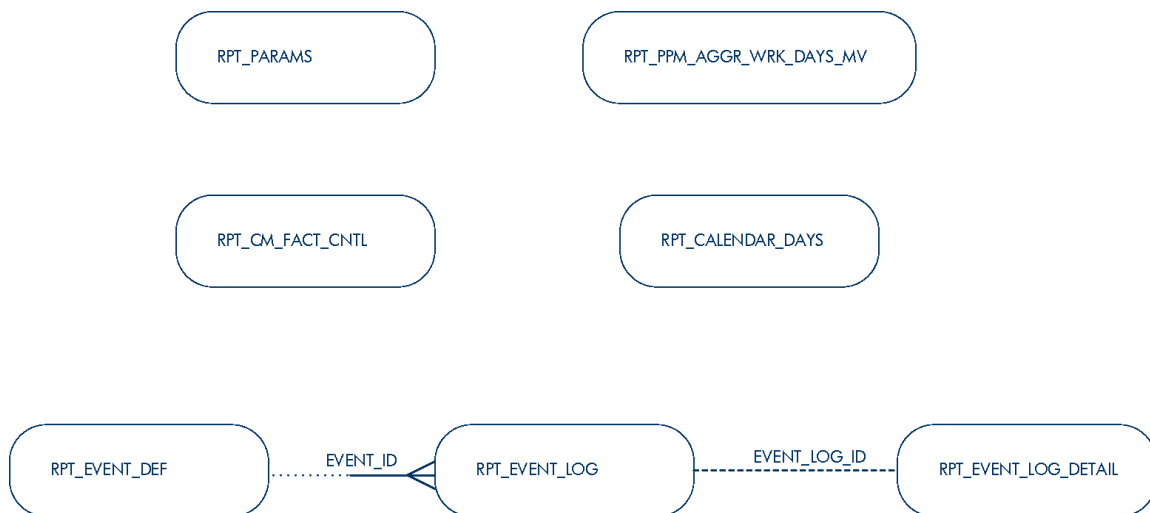 RPT_PARAMS
RPT_PPM_AGGR_WRK_DAYS_MV
RPT_CM_FACT_CNTL
RPT_CALENDAR_DAYS
RPT_EVENT_DEF
EVENT_ID
RPT_EVENT_LOG
EVENT_LOG_ID
RPT_EVENT_LOG_DETAIL